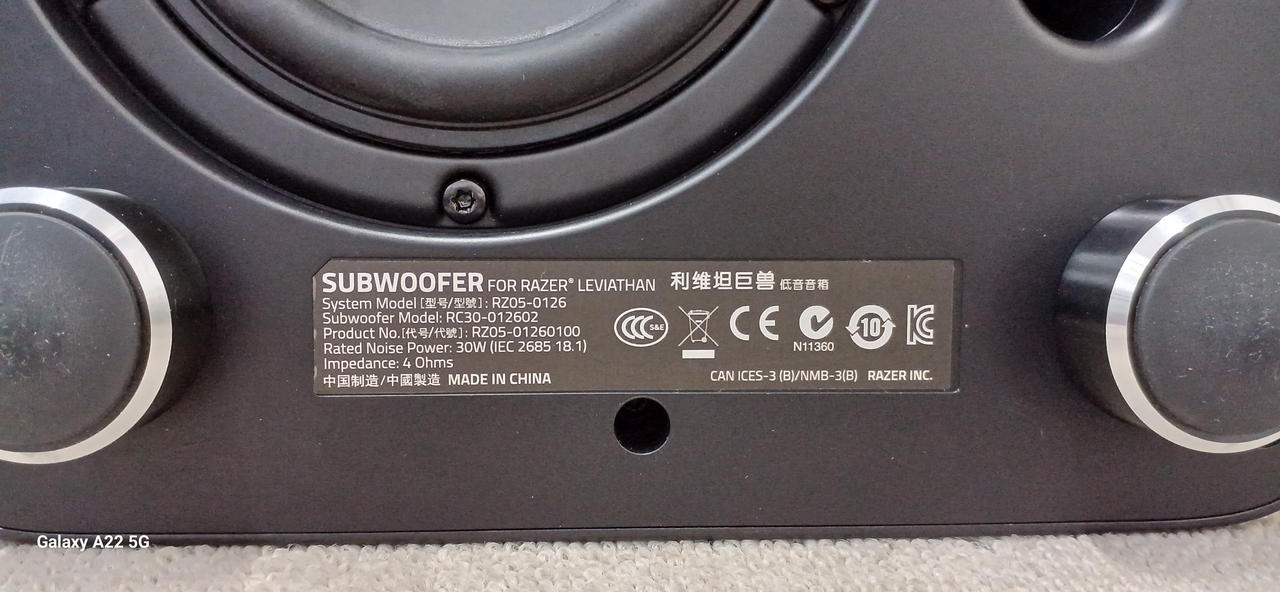 SUBWOOFER FOR RAZER® LEVIATHAN 利维坦巨兽 低音音箱
System Model [型号/型號] : RZ05-0126
Subwoofer Model: RC30-012602
Product No.[代号/代號] : RZ05-01260100
Rated Noise Power: 30W (IEC 2685 18.1)
Impedance: 4 Ohms
中国制造/中國製造 MADE IN CHINA
CCC S&E
CE
N11360
10
CAN ICES-3 (B)/NMB-3(B) RAZER INC.
Galaxy A22 5G